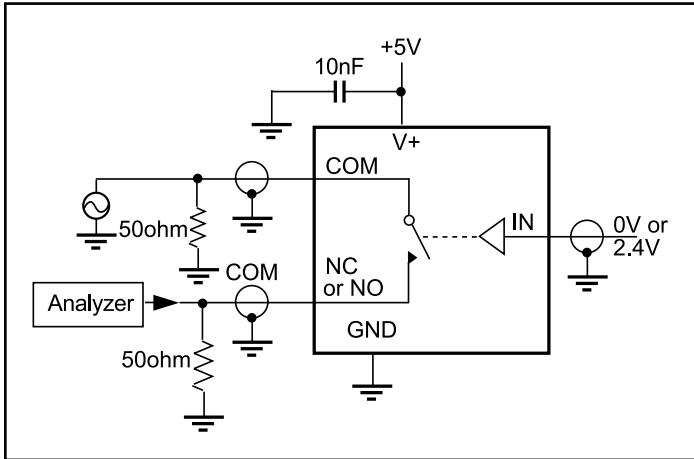 +5V
10nF
V+
COM
IN
0V or
2.4V
50ohm
COM
NC
or NO
Analyzer
GND
50ohm